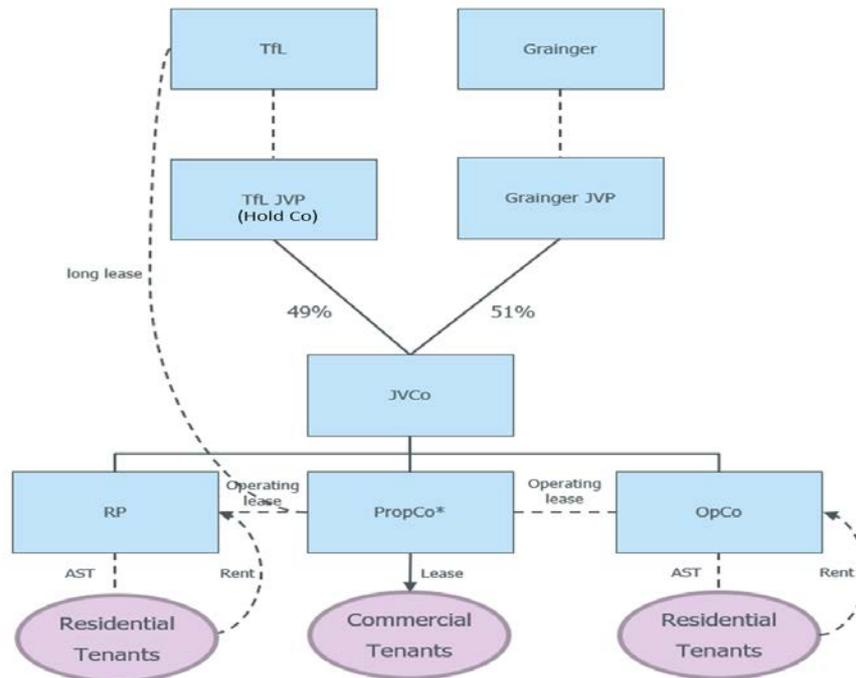 TfL
Grainger
TfL JVP
(Hold Co)
Grainger JVP
long lease
49%
51%
JVCo
RP
Operating
lease
PropCo*
Operating
lease
OpCo
AST
Rent
Lease
AST
Rent
Residential
Tenants
Commercial
Tenants
Residential
Tenants